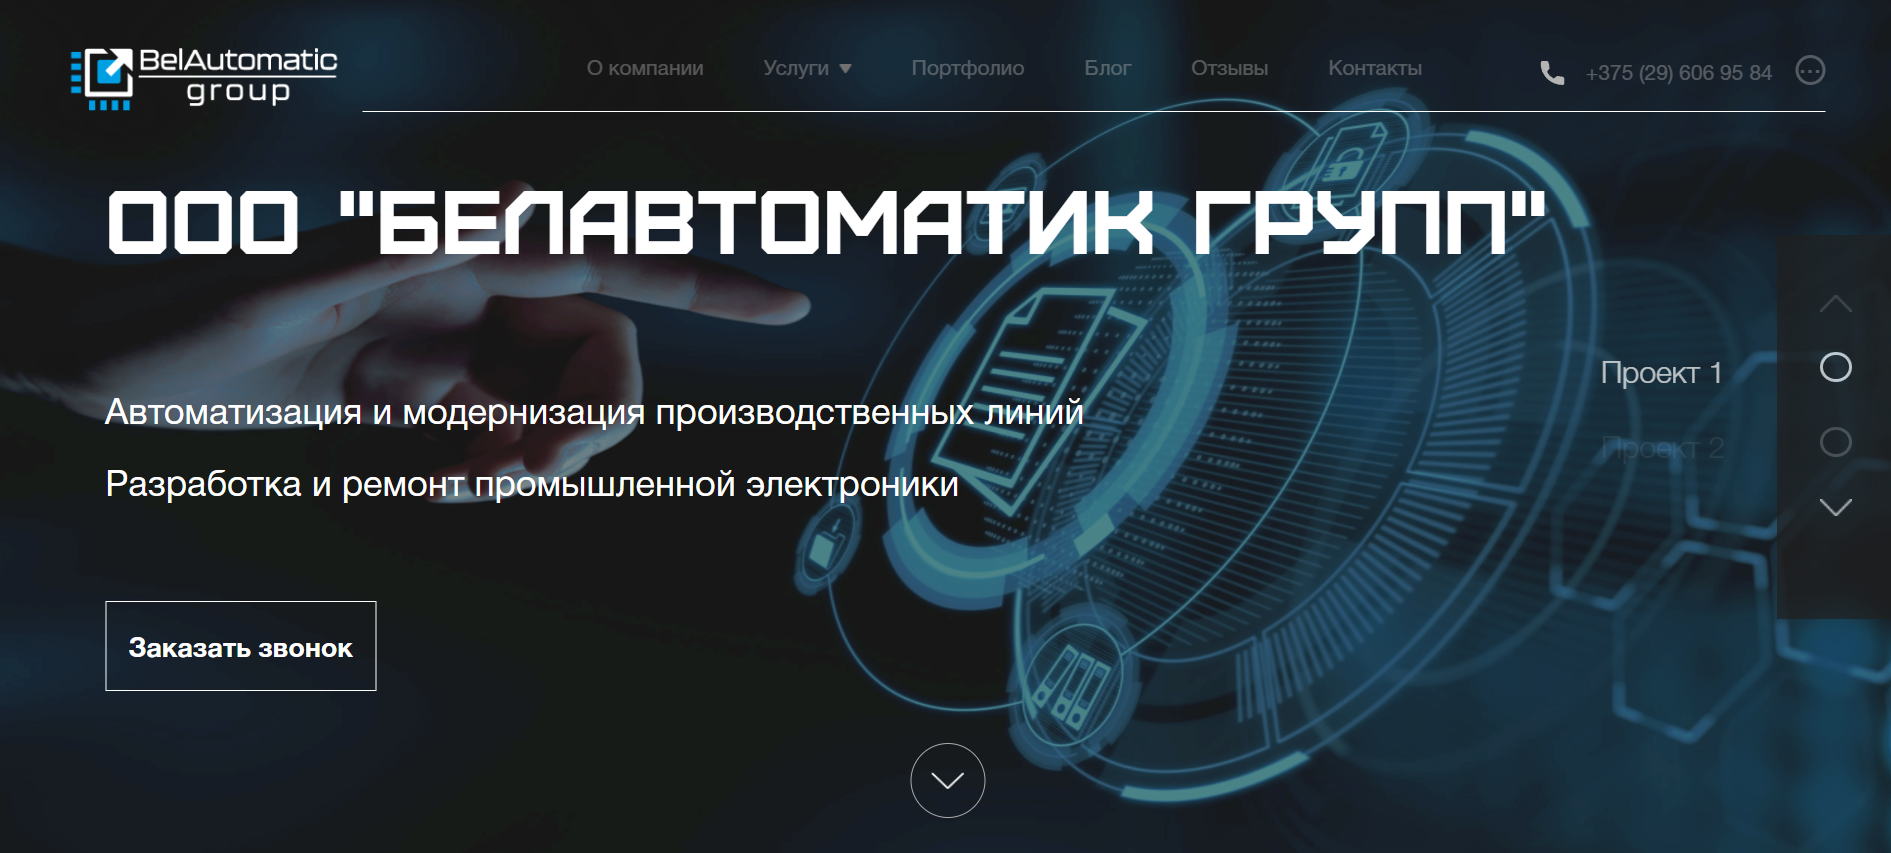 BelAutomatic
group
О компании
Услуги
Портфолио
Блог
Отзывы
Контакты
+375 (29) 606 95 84
ООО "БЕЛАВТОМАТИК ГРУПП"
Проект 1
Автоматизация и модернизация производственных линий
Проект 2
Разработка и ремонт промышленной электроники
Заказать звонок